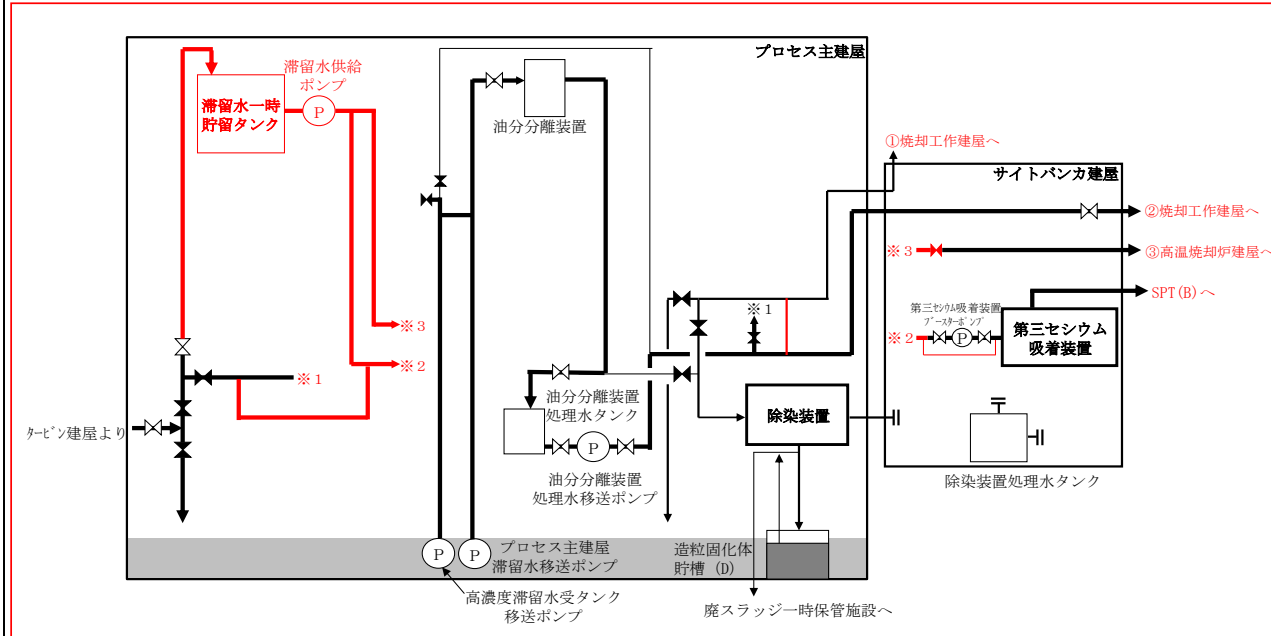 プロセス主建屋
滞留水供給
ポンプ
滞留水一時
貯留タンク
P
油分分離装置
①焼却工作建屋へ
サイトバンカ建屋
②焼却工作建屋へ
※3
③高温焼却炉建屋へ
SPT(B)へ
第三セシウム吸着装置
ブースターポンプ
※2
P
第三セシウム
吸着装置
※1
※3
※2
※1
タービン建屋より
油分分離装置
処理水タンク
P
油分分離装置
処理水移送ポンプ
除染装置
除染装置処理水タンク
P
P
プロセス主建屋
滞留水移送ポンプ
造粒固化体
貯槽 (D)
高濃度滞留水受タンク
移送ポンプ
廃スラッジ一時保管施設へ